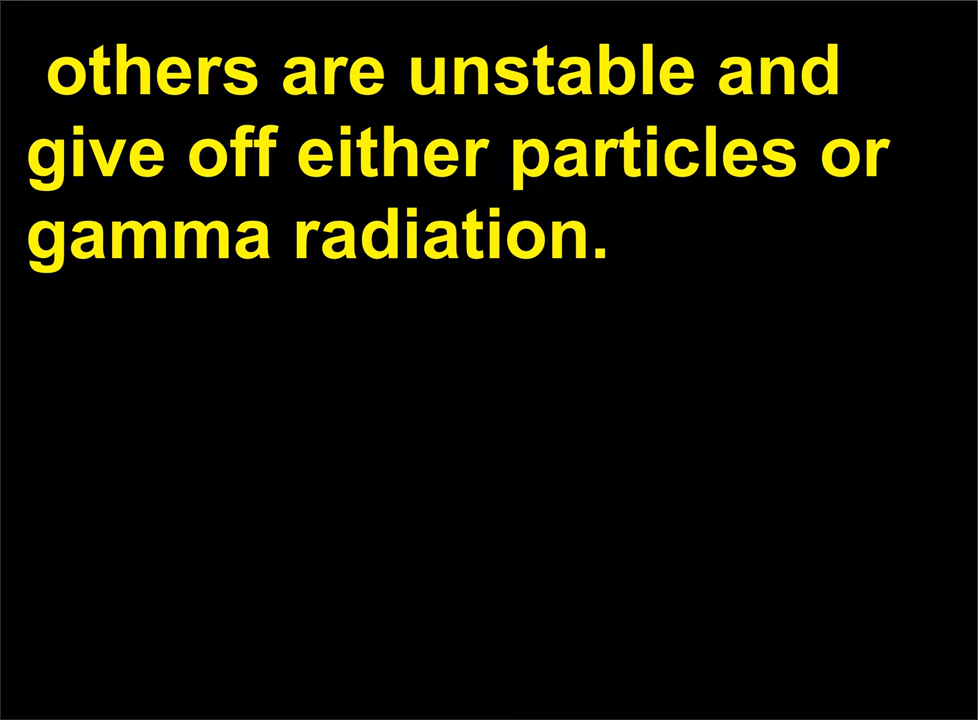 others are unstable and
give off either particles or
gamma radiation.